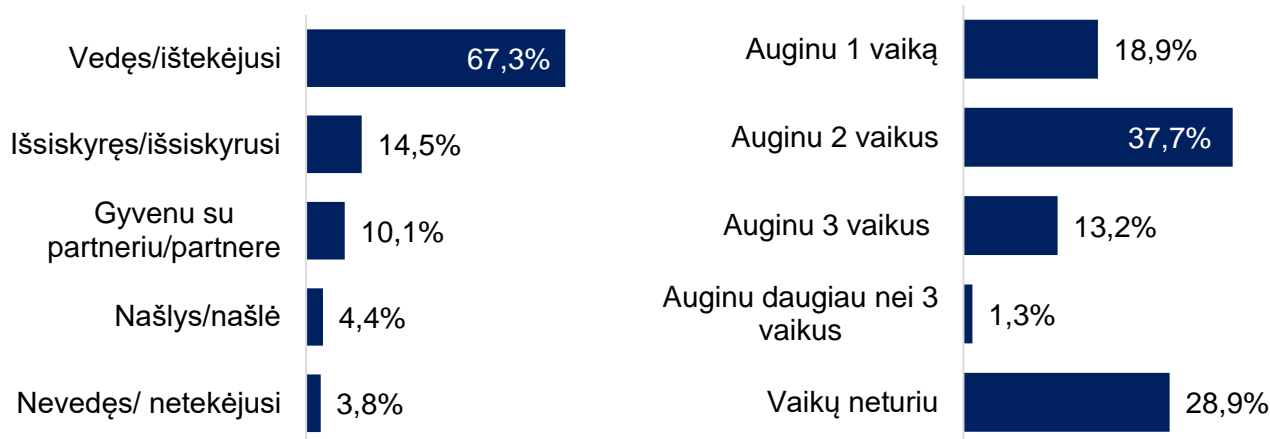 Vedęs/ištekėjusi
67,3%
Išsiskyręs/išsiskyrusi
14,5%
Gyvenu su
partneriu/partnere
10,1%
Našlys/našlė
4,4%
Nevedęs/ netekėjusi
3,8%
Auginu 1 vaiką
18,9%
Auginu 2 vaikus
37,7%
Auginu 3 vaikus
13,2%
Auginu daugiau nei 3
vaikus
1,3%
Vaikų neturiu
28,9%